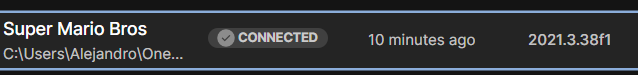 Super Mario Bros
CONNECTED
10 minutes ago
2021.3.38f1
C:\Users\Alejandro\One...